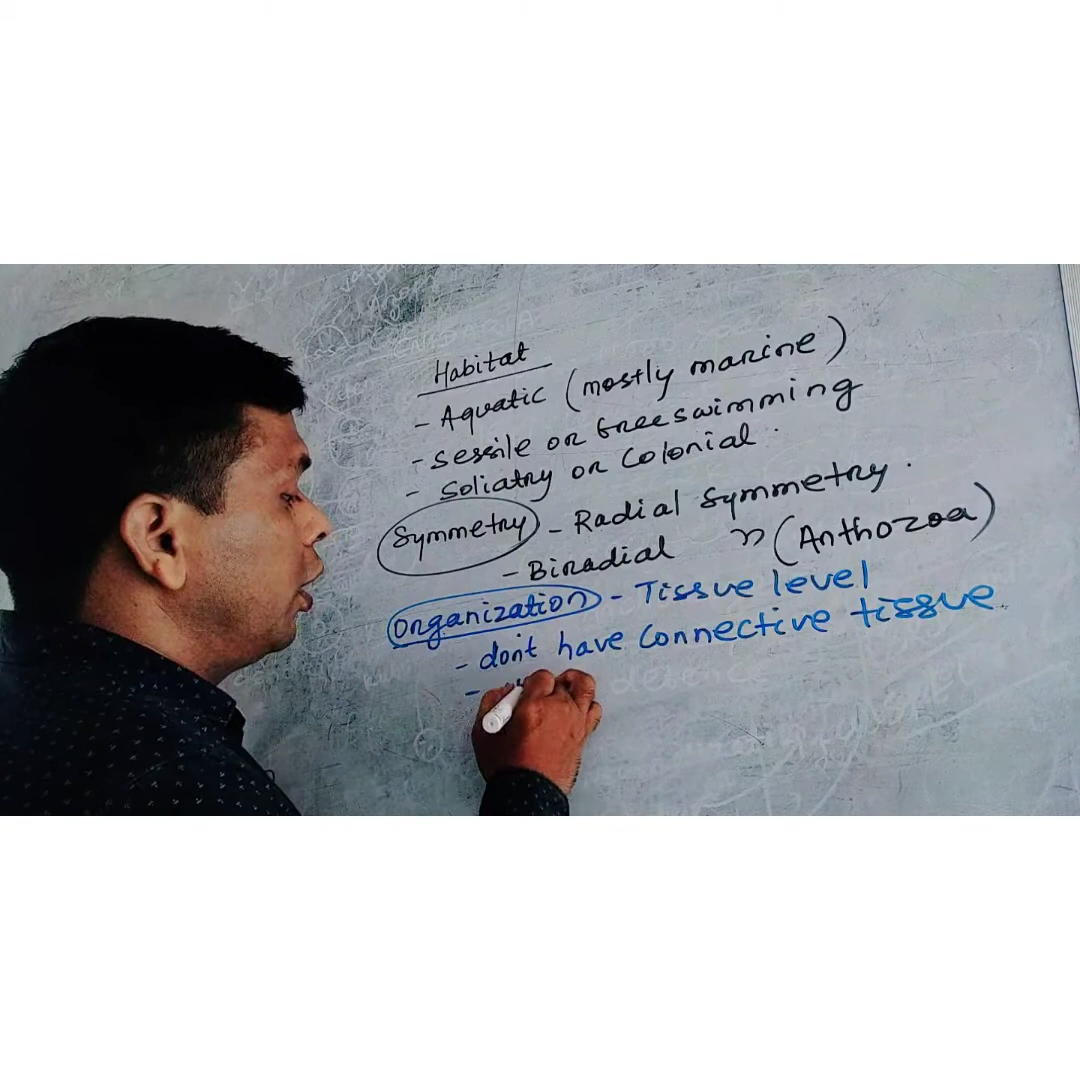 Habitat
- Aquatic (mostly marine)
- sessile or freeswimming
- soliatry or colonial.
Symmetry - Radial symmetry.
- Biradial " (Anthozoa)
Organization - Tissue level
- don't have connective tissue.
-